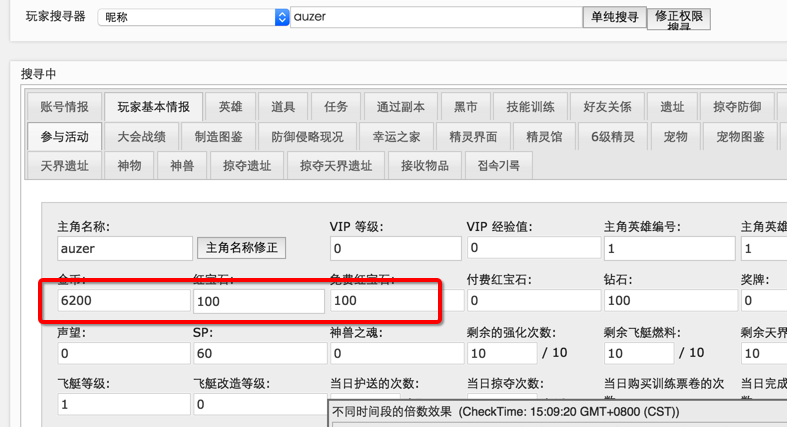 玩家搜寻器 昵称 auzer 单纯搜寻 修正权限搜寻
搜寻中
账号情报 玩家基本情报 英雄 道具 任务 通过副本 黑市 技能训练 好友关係 遗址 掠夺防御
参与活动 大会战绩 制造图鉴 防御侵略现况 幸运之家 精灵界面 精灵馆 6级精灵 宠物 宠物图鉴
天界遗址 神物 神兽 掠夺遗址 掠夺天界遗址 接收物品 접속기록
主角名称: VIP 等级: VIP 经验值: 主角英雄编号: 主角英雄
auzer 主角名称修正 0 0 1 1
金币: 红宝石: 免费红宝石: 付费红宝石: 钻石: 奖牌:
6200 100 100 0 100 0
声望: SP: 神兽之魂: 剩余的强化次数: 剩余飞艇燃料: 剩余天界
0 60 0 10 / 10 10 / 10 10
飞艇等级: 飞艇改造等级: 当日护送的次数: 当日掠夺次数: 当日购买训练票卷的次数: 当日完成
1 0
不同时间段的倍数效果 (CheckTime: 15:09:20 GMT+0800 (CST))